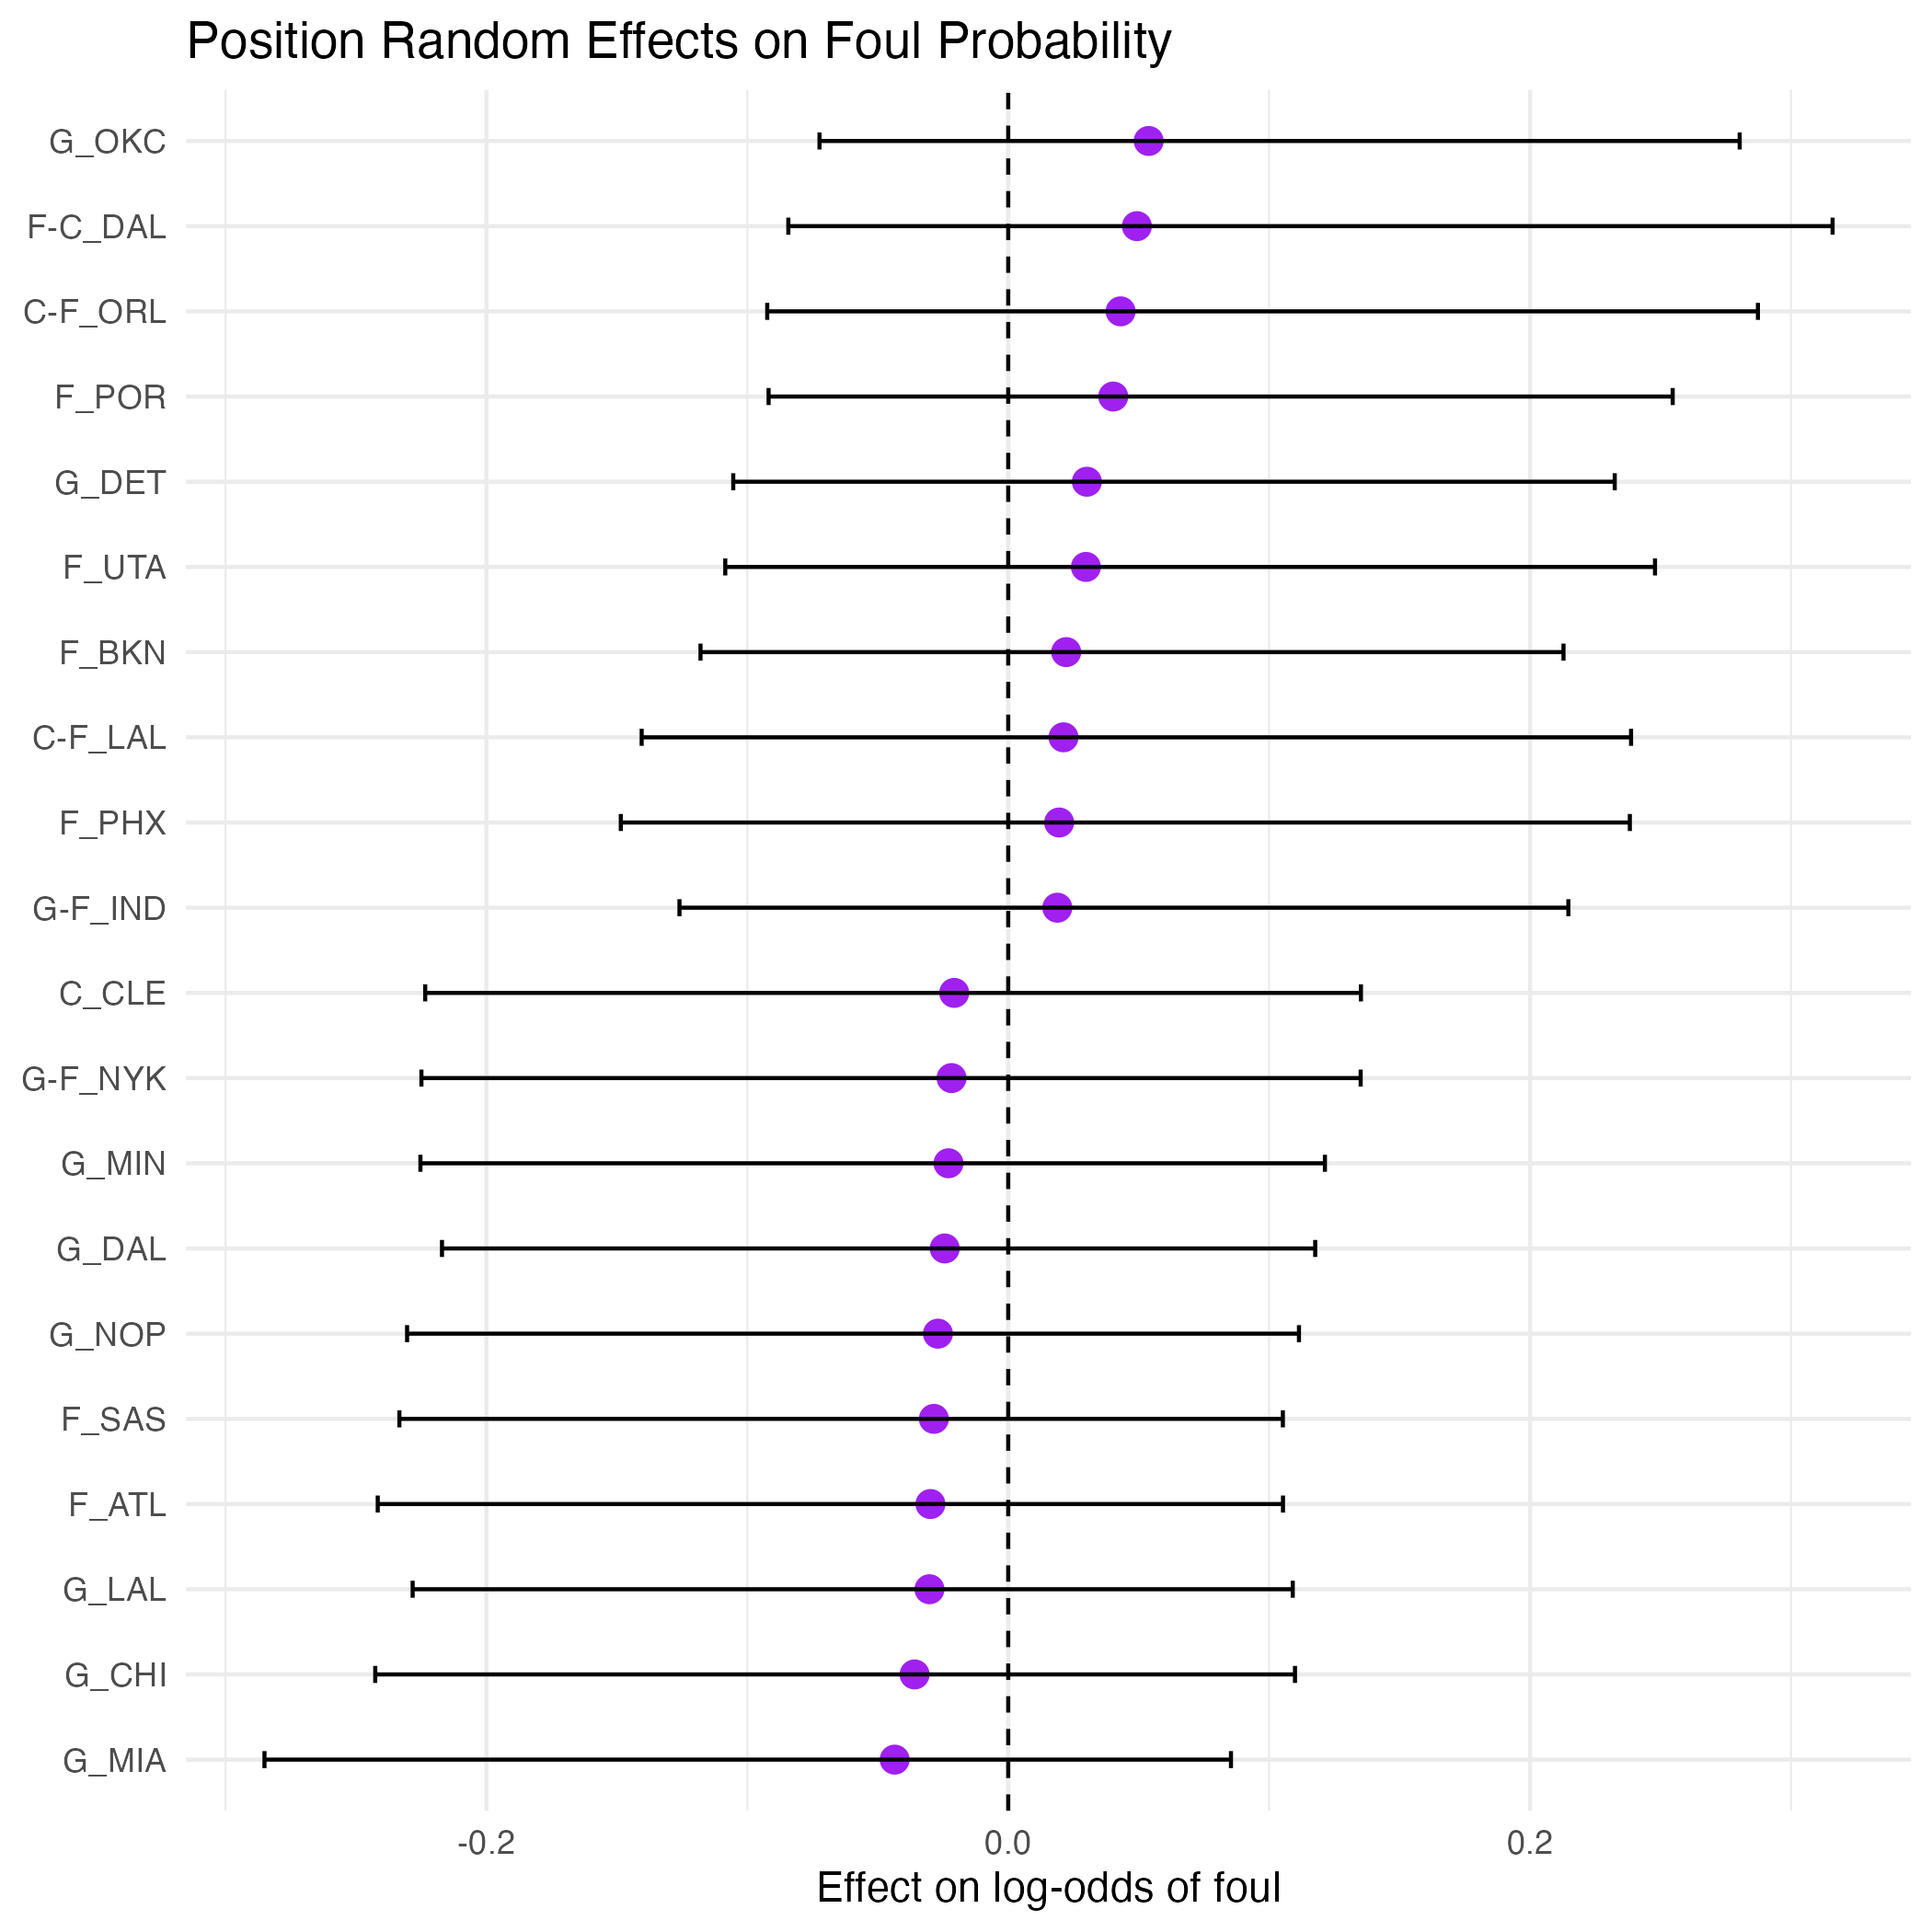 Position Random Effects on Foul Probability
G_OKC
F-C_DAL
C-F_ORL
F_POR
G_DET
F_UTA
F_BKN
C-F_LAL
F_PHX
G-F_IND
C_CLE
G-F_NYK
G_MIN
G_DAL
G_NOP
F_SAS
F_ATL
G_LAL
G_CHI
G_MIA
-0.2 0.0 0.2
Effect on log-odds of foul